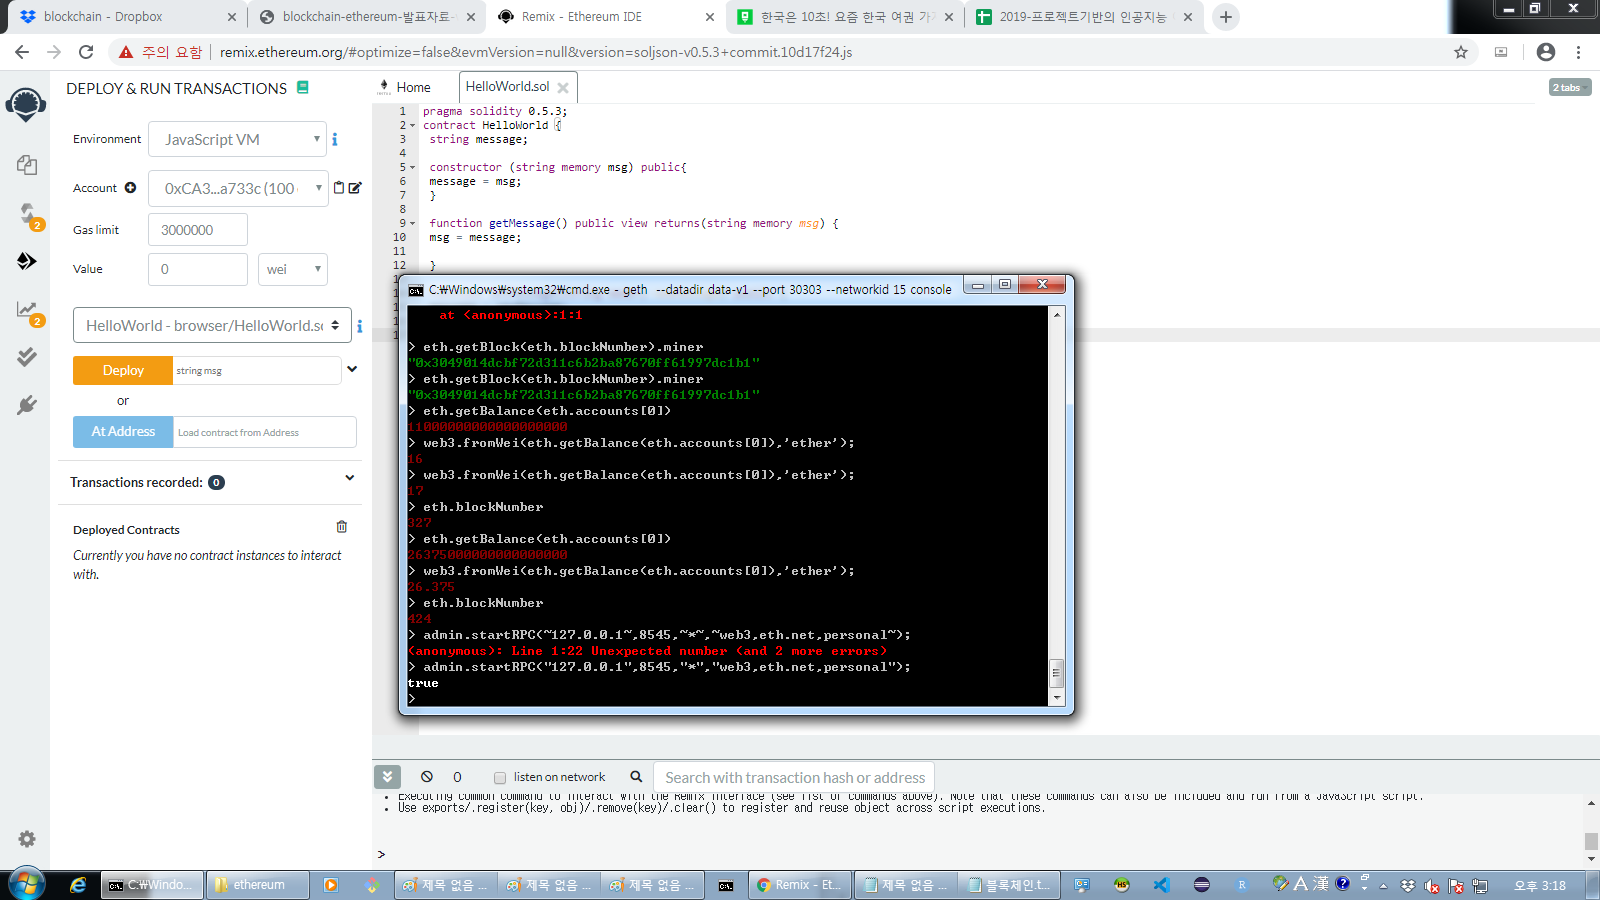 blockchain - Dropbox
blockchain-ethereum-발표자료-
Remix - Ethereum IDE
한국은 10초! 요즘 한국 여권 가
2019-프로젝트기반의 인공지능
주의 요함
remix.ethereum.org/#optimize=false&evmVersion=null&version=soljson-v0.5.3+commit.10d17f24.js
DEPLOY & RUN TRANSACTIONS
Home
HelloWorld.sol
2 tabs
Environment
JavaScript VM
Account
0xCA3...a733c (100
Gas limit
3000000
Value
0
wei
HelloWorld - browser/HelloWorld.sc
Deploy
string msg
or
At Address
Load contract from Address
Transactions recorded: 0
Deployed Contracts
Currently you have no contract instances to interact
with.
2
2
1 pragma solidity 0.5.3;
2 contract HelloWorld {
3 string message;
4
5 constructor (string memory msg) public{
6 message = msg;
7 }
8
9 function getMessage() public view returns(string memory msg) {
10 msg = message;
11
12 }
C:\Windows\system32\cmd.exe - geth --datadir data-v1 --port 30303 --networkid 15 console
at <anonymous>:1:1
> eth.getBlock(eth.blockNumber).miner
"0x3049014dcbf72d311c6b2ba87670ff61997dc1b1"
> eth.getBlock(eth.blockNumber).miner
"0x3049014dcbf72d311c6b2ba87670ff61997dc1b1"
> eth.getBalance(eth.accounts[0])
11000000000000000000
> web3.fromWei(eth.getBalance(eth.accounts[0]),'ether');
16
> web3.fromWei(eth.getBalance(eth.accounts[0]),'ether');
17
> eth.blockNumber
327
> eth.getBalance(eth.accounts[0])
26375000000000000000
> web3.fromWei(eth.getBalance(eth.accounts[0]),'ether');
26.375
> eth.blockNumber
424
> admin.startRPC(~127.0.0.1~,8545,~*~,~web3,eth.net,personal~);
(anonymous): Line 1:22 Unexpected number (and 2 more errors)
> admin.startRPC("127.0.0.1",8545,"*","web3,eth.net,personal");
true
>
0
listen on network
Search with transaction hash or address
Executing common command to interact with the Remix interface (see list of commands above). Note that these commands can also be included and run from a JavaScript script.
Use exports/.register(key, obj)/.remove(key)/.clear() to register and reuse object across script executions.
>
C:\Windo...
ethereum
제목 없음 ...
제목 없음 ...
제목 없음 ...
Remix - Et...
제목 없음 ...
블록체인.t...
A 漢
오후 3:18